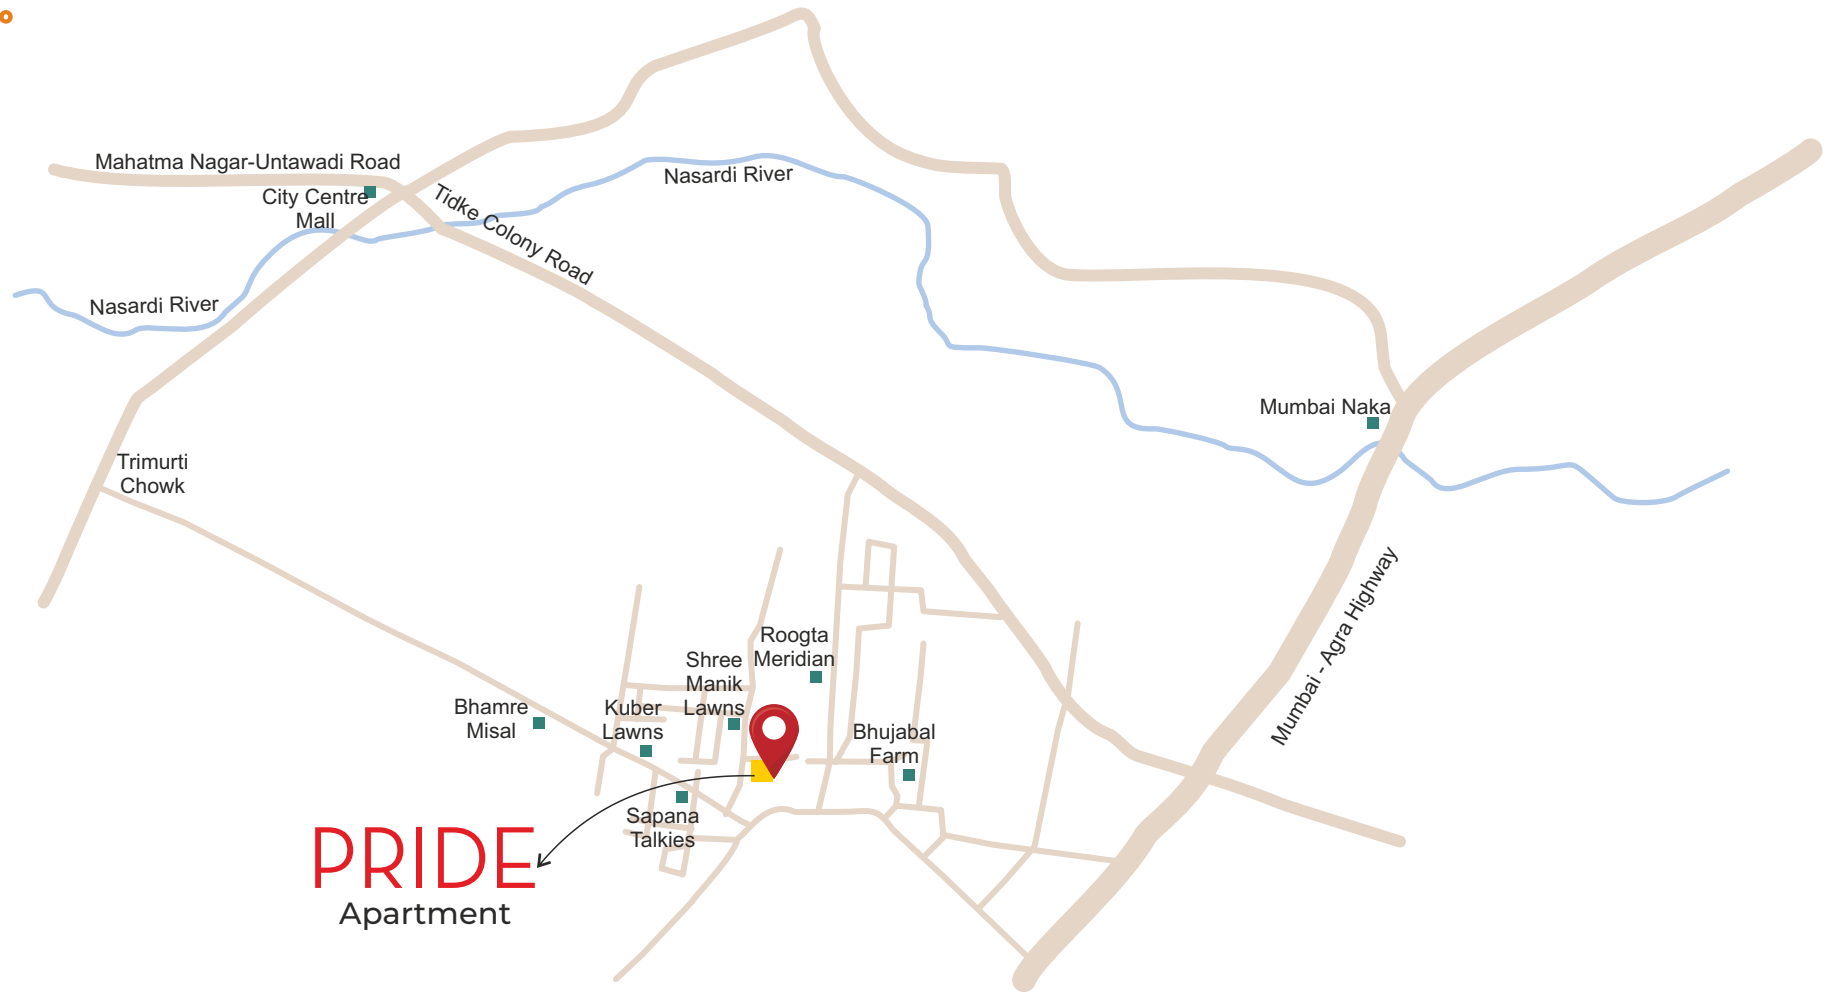 Mahatma Nagar-Untawadi Road
City Centre
Mall
Tidke Colony Road
Nasardi River
Nasardi River
Mumbai Naka
Trimurti
Chowk
Mumbai - Agra Highway
Roogta
Meridian
Shree
Manik
Lawns
Bhamre
Misal
Kuber
Lawns
Bhujabal
Farm
Sapana
Talkies
PRIDE
Apartment